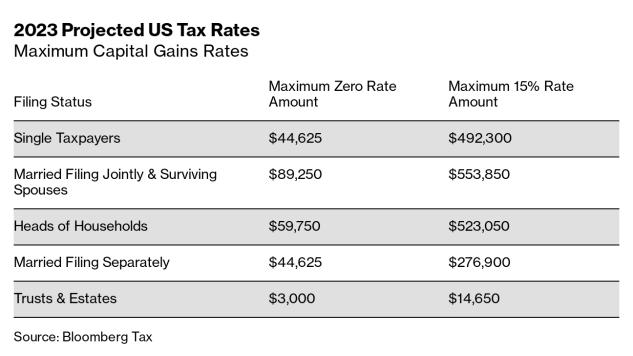 2023 Projected US Tax Rates
Maximum Capital Gains Rates
Maximum Zero Rate Maximum 15% Rate
Filing Status Amount Amount
Single Taxpayers $44,625 $492,300
Married Filing Jointly & Surviving $89,250 $553,850
Spouses
Heads of Households $59,750 $523,050
Married Filing Separately $44,625 $276,900
Trusts & Estates $3,000 $14,650
Source: Bloomberg Tax